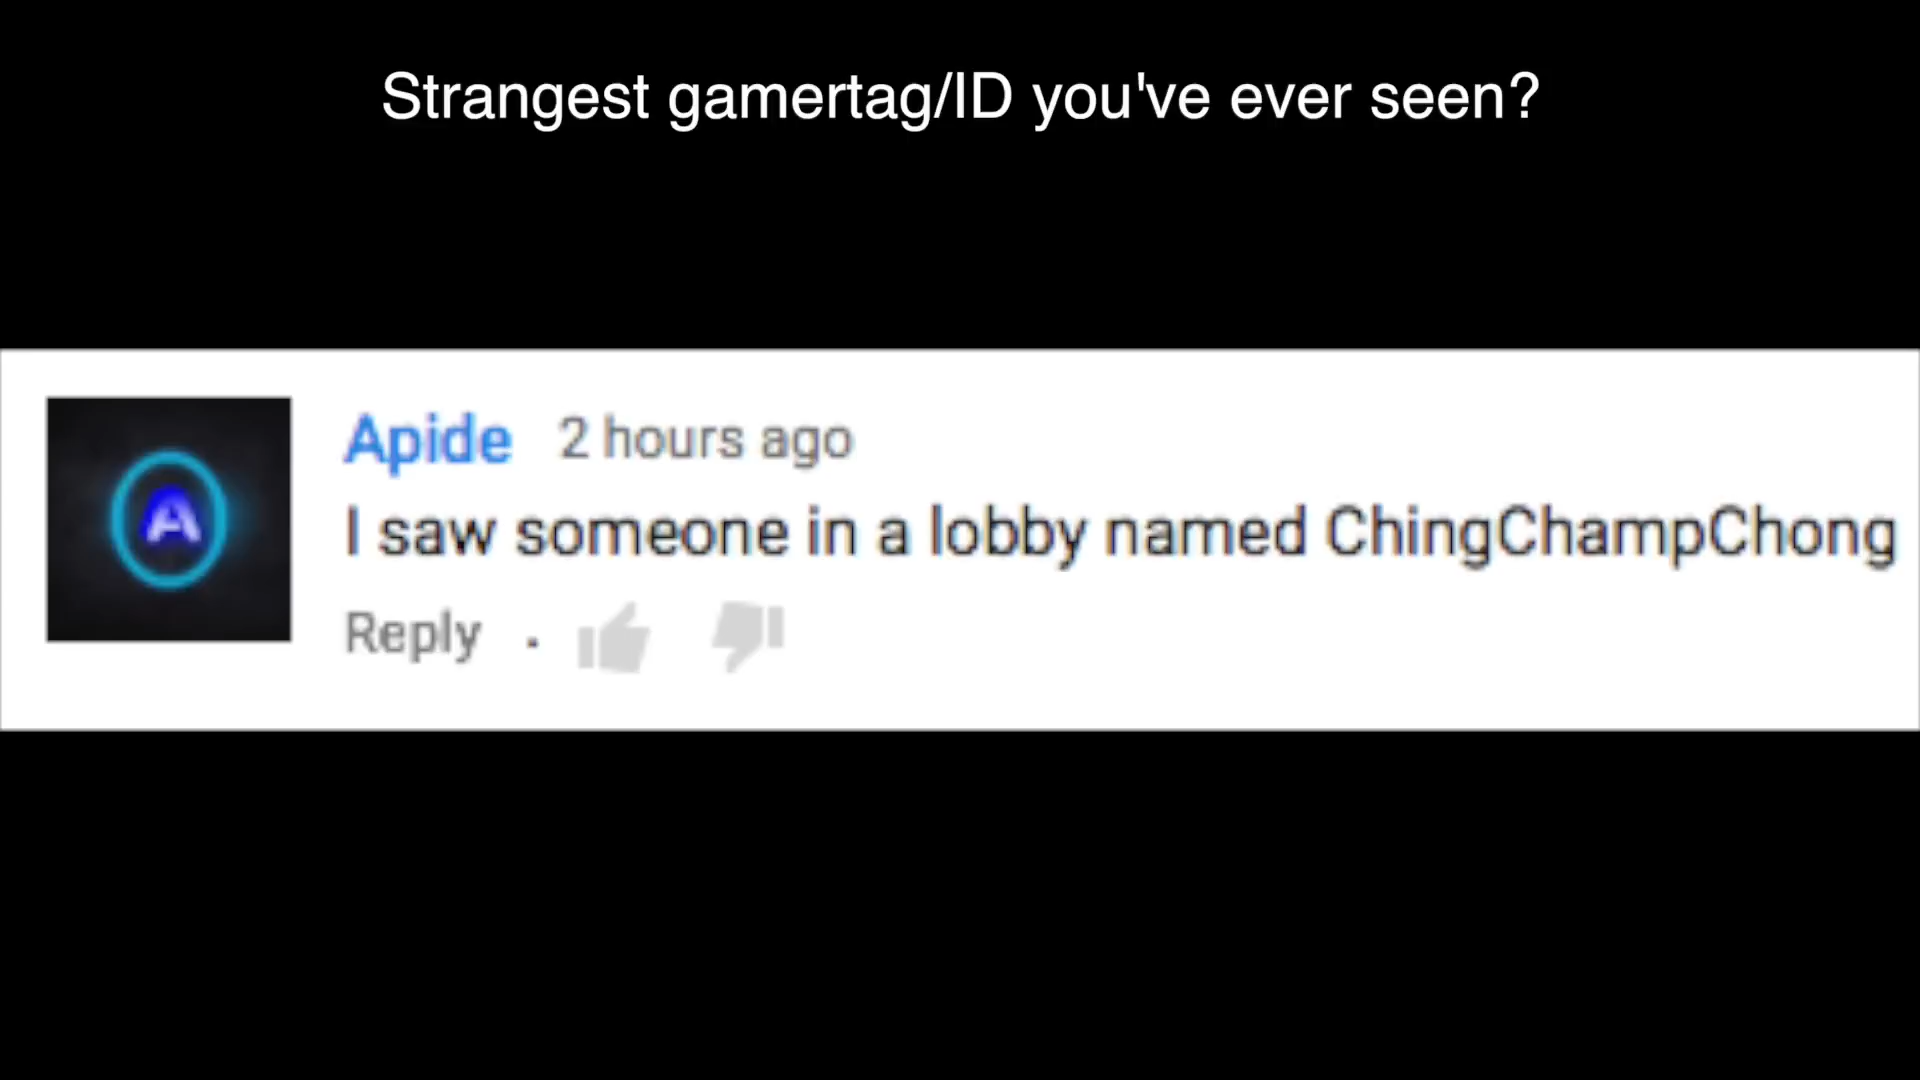 Strangest gamertag/ID you've ever seen?
A
Apide 2 hours ago
I saw someone in a lobby named ChingChampChong
Reply .